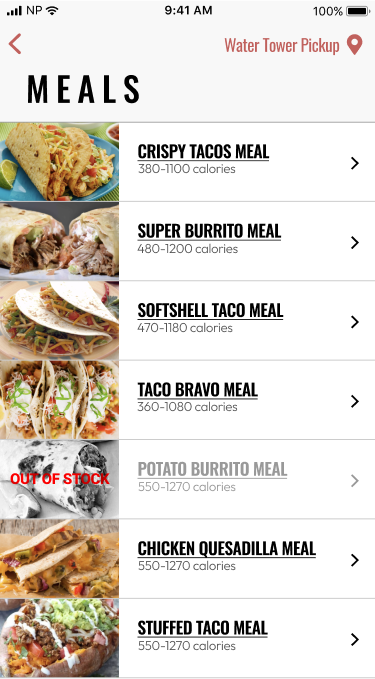 NP 9:41 AM 100%
Water Tower Pickup
MEALS
CRISPY TACOS MEAL
380-1100 calories
SUPER BURRITO MEAL
480-1200 calories
SOFTSHELL TACO MEAL
470-1180 calories
TACO BRAVO MEAL
360-1080 calories
OUT OF STOCK
POTATO BURRITO MEAL
550-1270 calories
CHICKEN QUESADILLA MEAL
550-1270 calories
STUFFED TACO MEAL
550-1270 calories